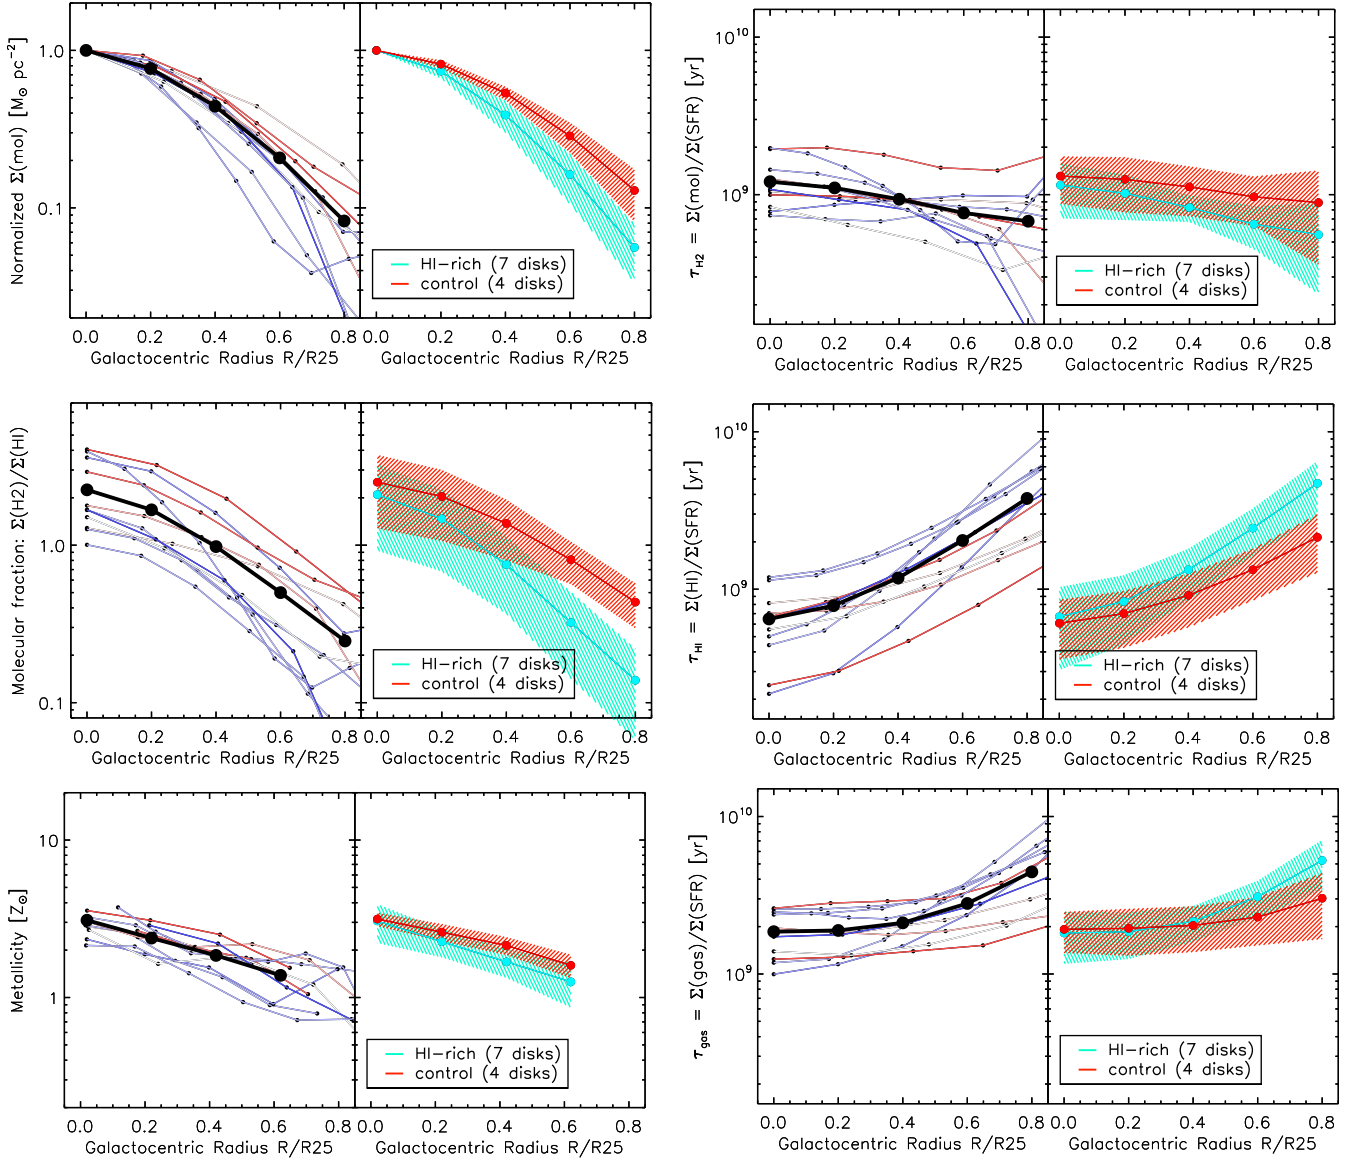 Normalized Σ(mol) [M⊙ pc−2]
1.0
0.1
0.0 0.2 0.4 0.6 0.8
0.0 0.2 0.4 0.6 0.8
Galactocentric Radius R/R25
Galactocentric Radius R/R25
HI−rich (7 disks)
control (4 disks)
τH2 = Σ(mol)/Σ(SFR) [yr]
10^10
10^9
0.0 0.2 0.4 0.6 0.8
0.0 0.2 0.4 0.6 0.8
Galactocentric Radius R/R25
Galactocentric Radius R/R25
HI−rich (7 disks)
control (4 disks)
Molecular fraction: Σ(H2)/Σ(HI)
1.0
0.1
0.0 0.2 0.4 0.6 0.8
0.0 0.2 0.4 0.6 0.8
Galactocentric Radius R/R25
Galactocentric Radius R/R25
HI−rich (7 disks)
control (4 disks)
τHI = Σ(HI)/Σ(SFR) [yr]
10^10
10^9
0.0 0.2 0.4 0.6 0.8
0.0 0.2 0.4 0.6 0.8
Galactocentric Radius R/R25
Galactocentric Radius R/R25
HI−rich (7 disks)
control (4 disks)
Metallicity [Z⊙]
10
1
0.0 0.2 0.4 0.6 0.8
0.0 0.2 0.4 0.6 0.8
Galactocentric Radius R/R25
Galactocentric Radius R/R25
HI−rich (7 disks)
control (4 disks)
τgas = Σ(gas)/Σ(SFR) [yr]
10^10
10^9
0.0 0.2 0.4 0.6 0.8
0.0 0.2 0.4 0.6 0.8
Galactocentric Radius R/R25
Galactocentric Radius R/R25
HI−rich (7 disks)
control (4 disks)